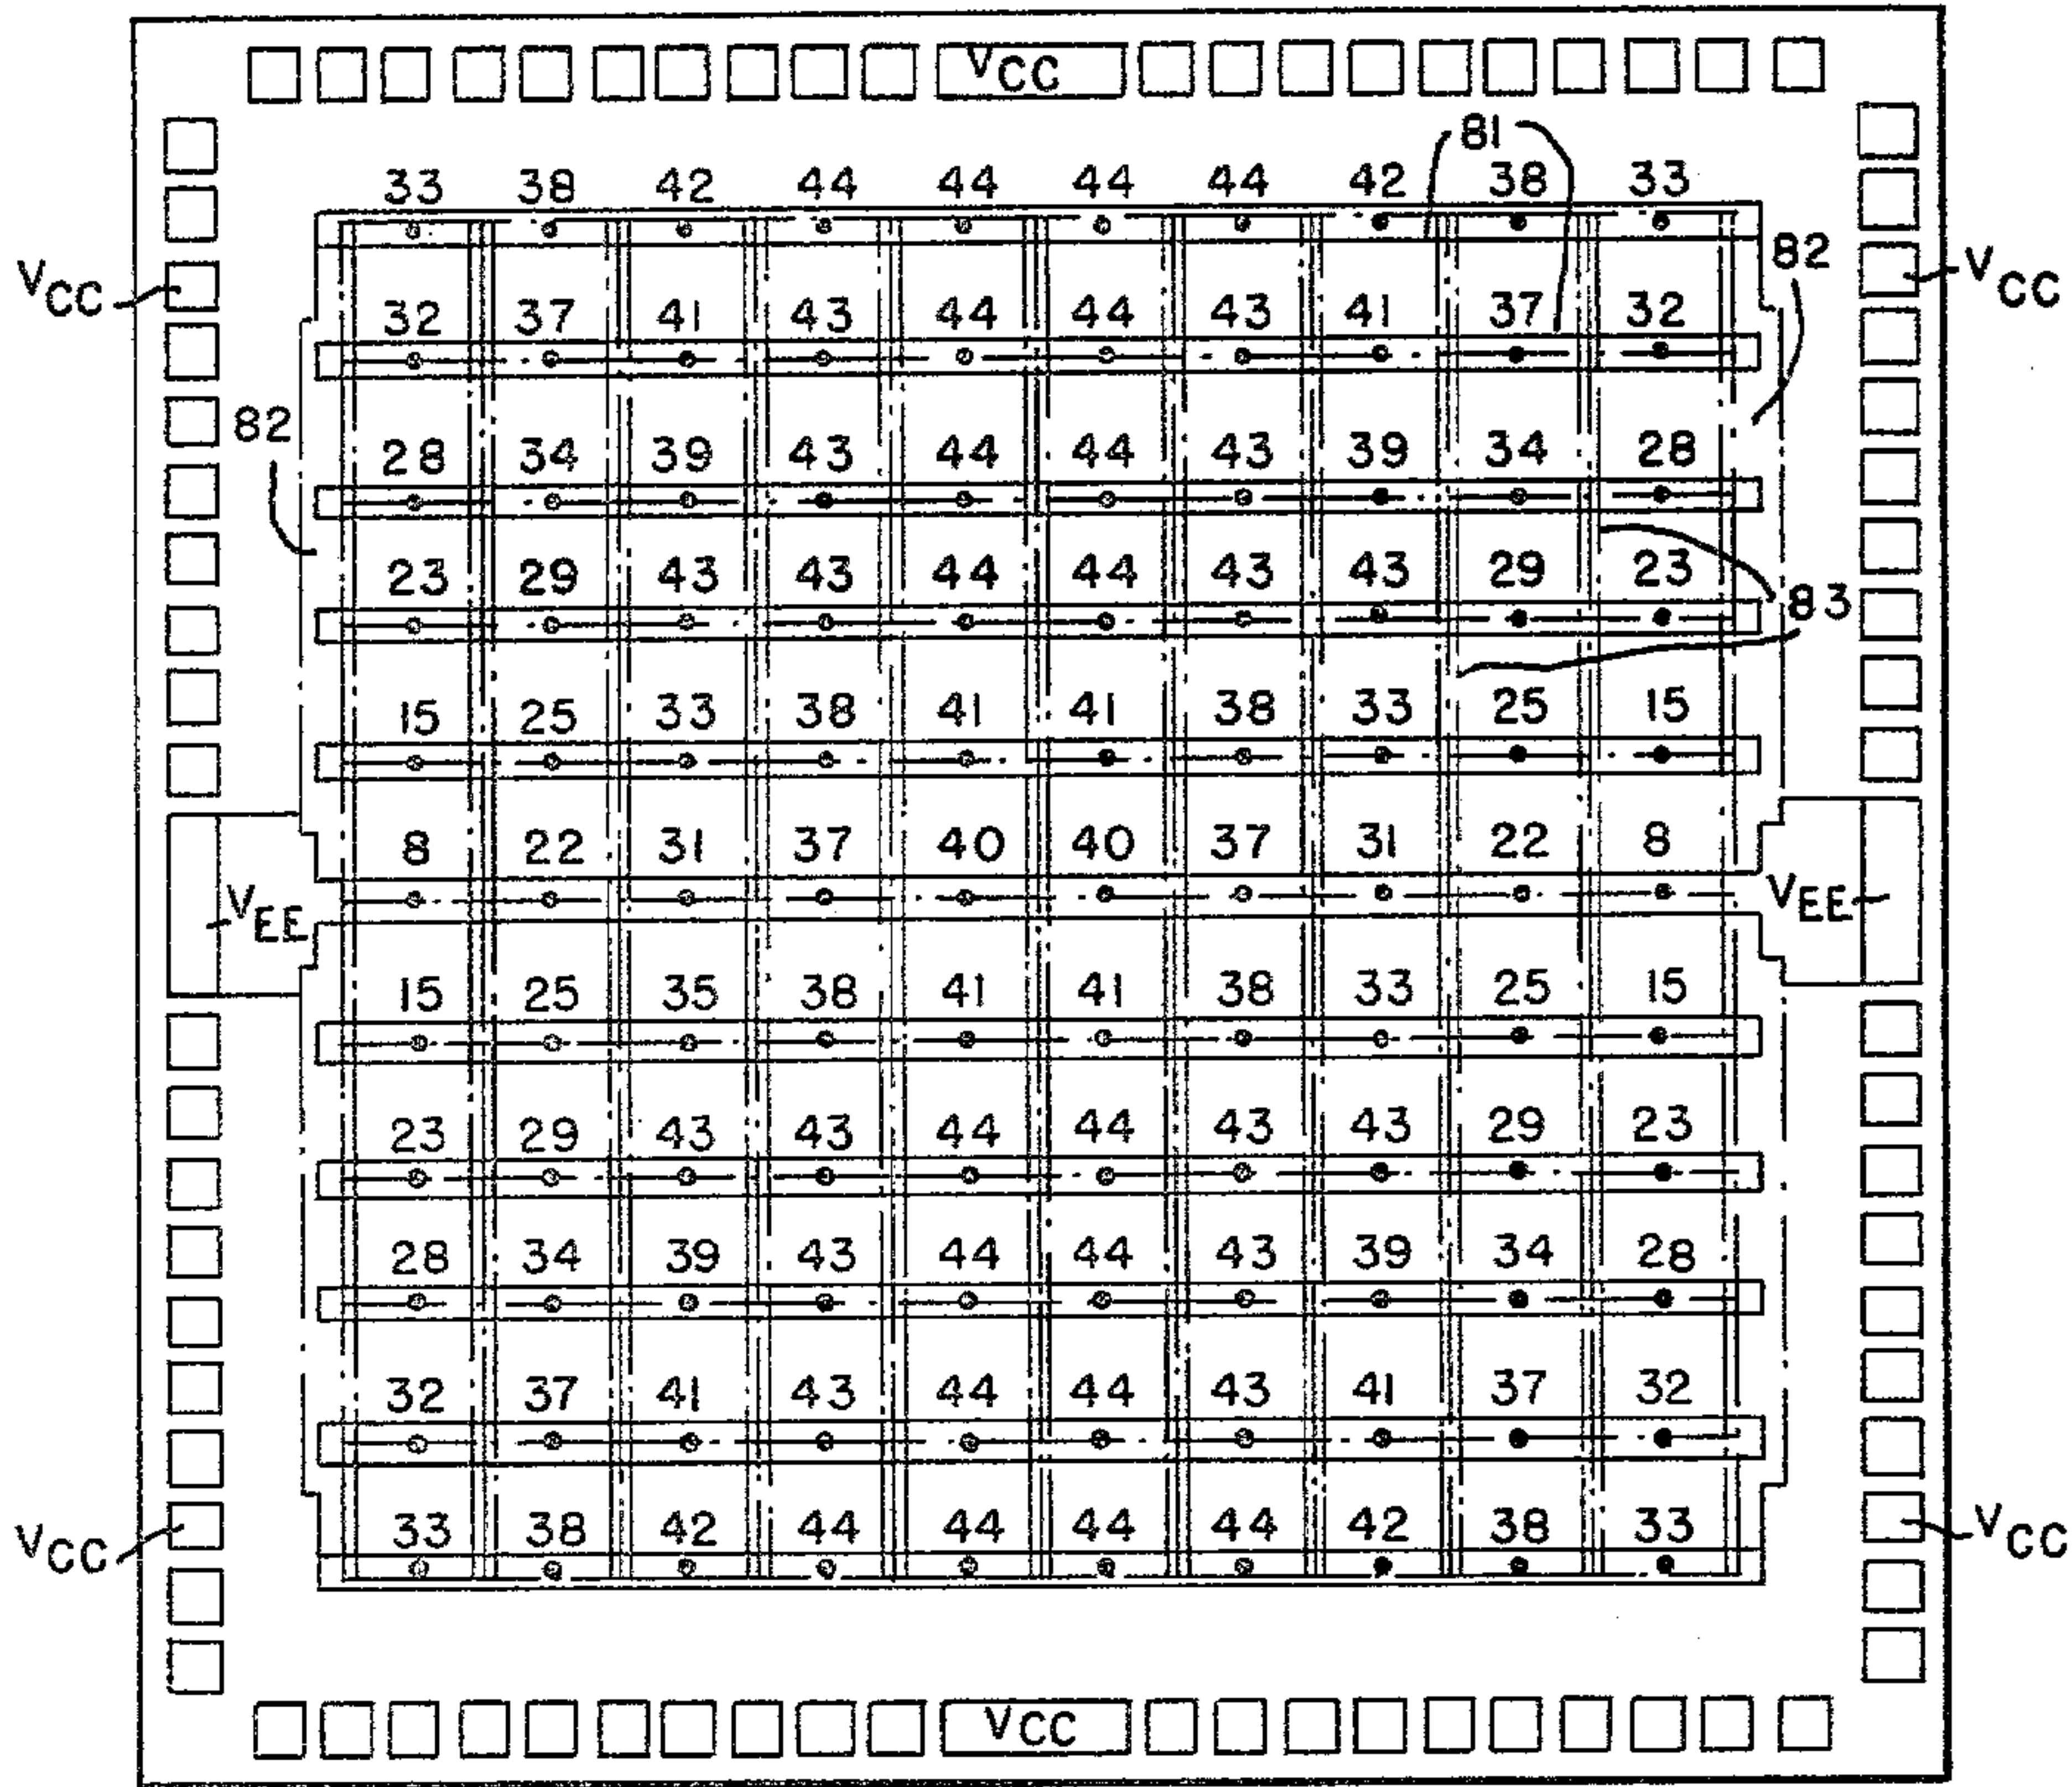 VCC
81
33 38 42 44 44 44 44 42 38 33
82
VCC VCC
32 37 41 43 44 44 43 41 37 32
82
28 34 39 43 44 44 43 39 34 28
23 29 43 43 44 44 43 43 29 23
83
15 25 33 38 41 41 38 33 25 15
8 22 31 37 40 40 37 31 22 8
VEE VEE
15 25 35 38 41 41 38 33 25 15
23 29 43 43 44 44 43 43 29 23
28 34 39 43 44 44 43 39 34 28
32 37 41 43 44 44 43 41 37 32
33 38 42 44 44 44 44 42 38 33
VCC VCC
VCC